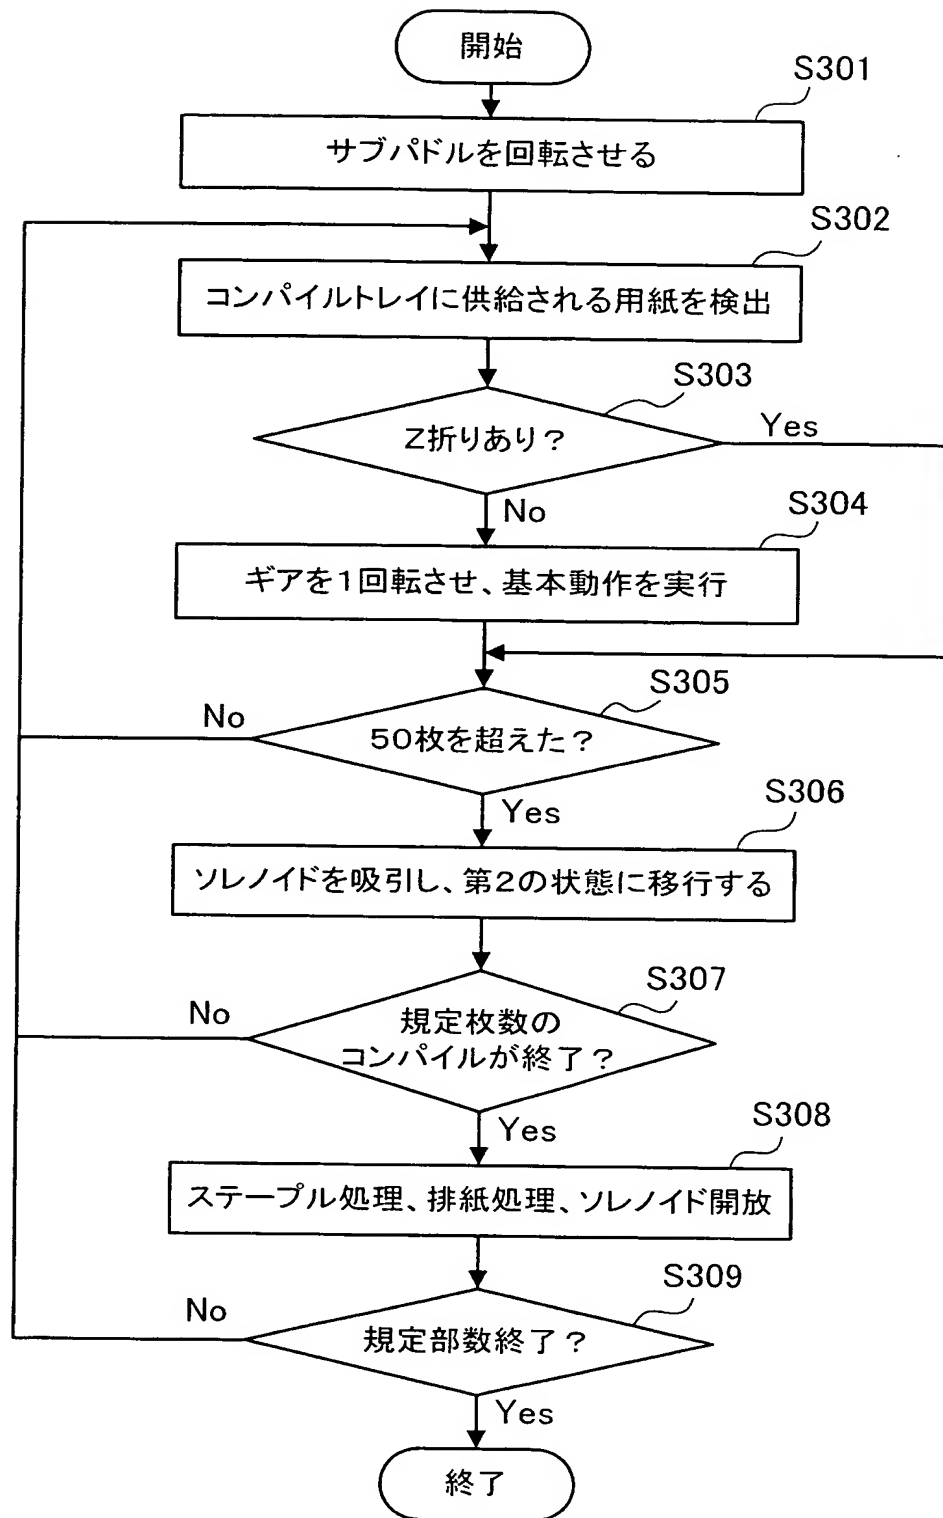 開始
S301
サブパドルを回転させる
S302
コンパイルトレイに供給される用紙を検出
S303
Z折りあり?
Yes
No
S304
ギアを1回転させ、基本動作を実行
S305
No
50枚を超えた?
Yes
S306
ソレノイドを吸引し、第2の状態に移行する
S307
No
規定枚数の
コンパイルが終了?
Yes
S308
ステープル処理、排紙処理、ソレノイド開放
S309
No
規定部数終了?
Yes
終了